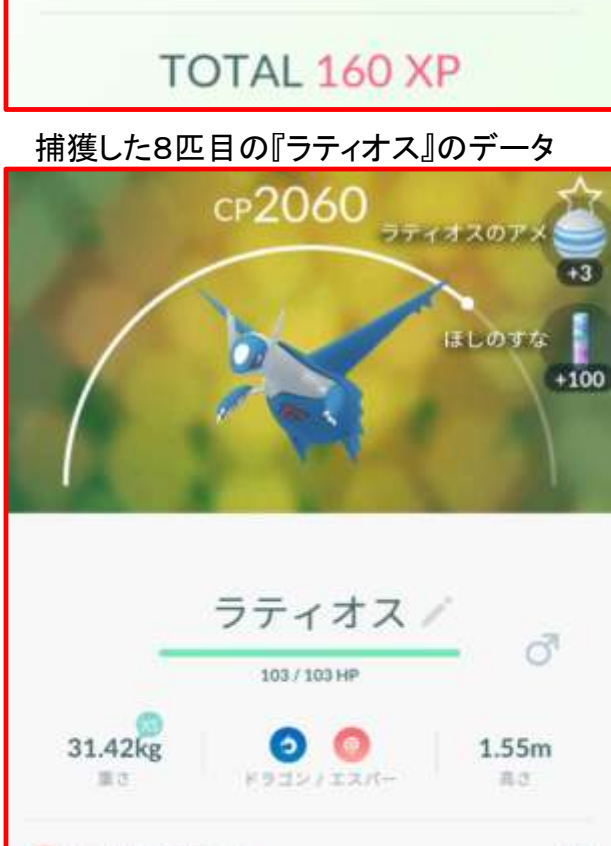 TOTAL 160 XP
捕獲した8匹目の『ラティオス』のデータ
CP2060
ラティオスのアメ
+3
ほしのすな
+100
ラティオス
103 / 103 HP
XS
31.42kg
1.55m
重さ
ドラゴン / エスパー
高さ